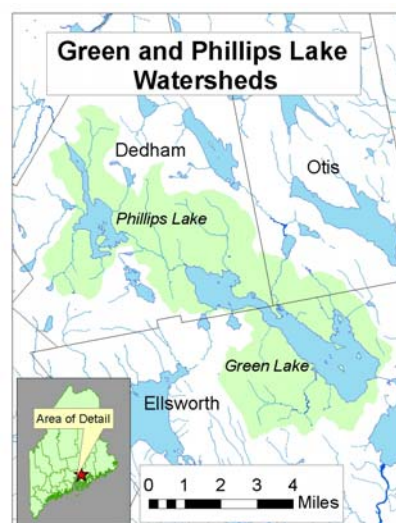 Green and Phillips Lake
Watersheds
Dedham
Otis
Phillips Lake
Green Lake
Ellsworth
Area of Detail
0 1 2 3 4
Miles